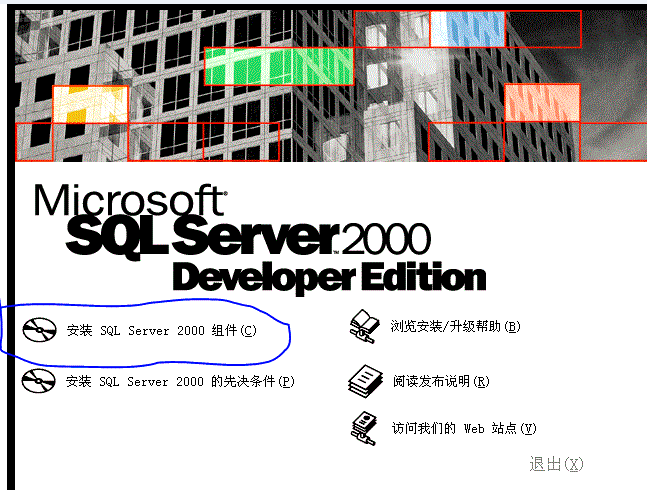 Microsoft®
SQL Server™ 2000
Developer Edition
安装 SQL Server 2000 组件(C)
安装 SQL Server 2000 的先决条件(P)
浏览安装/升级帮助(B)
阅读发布说明(R)
访问我们的 Web 站点(V)
退出(X)